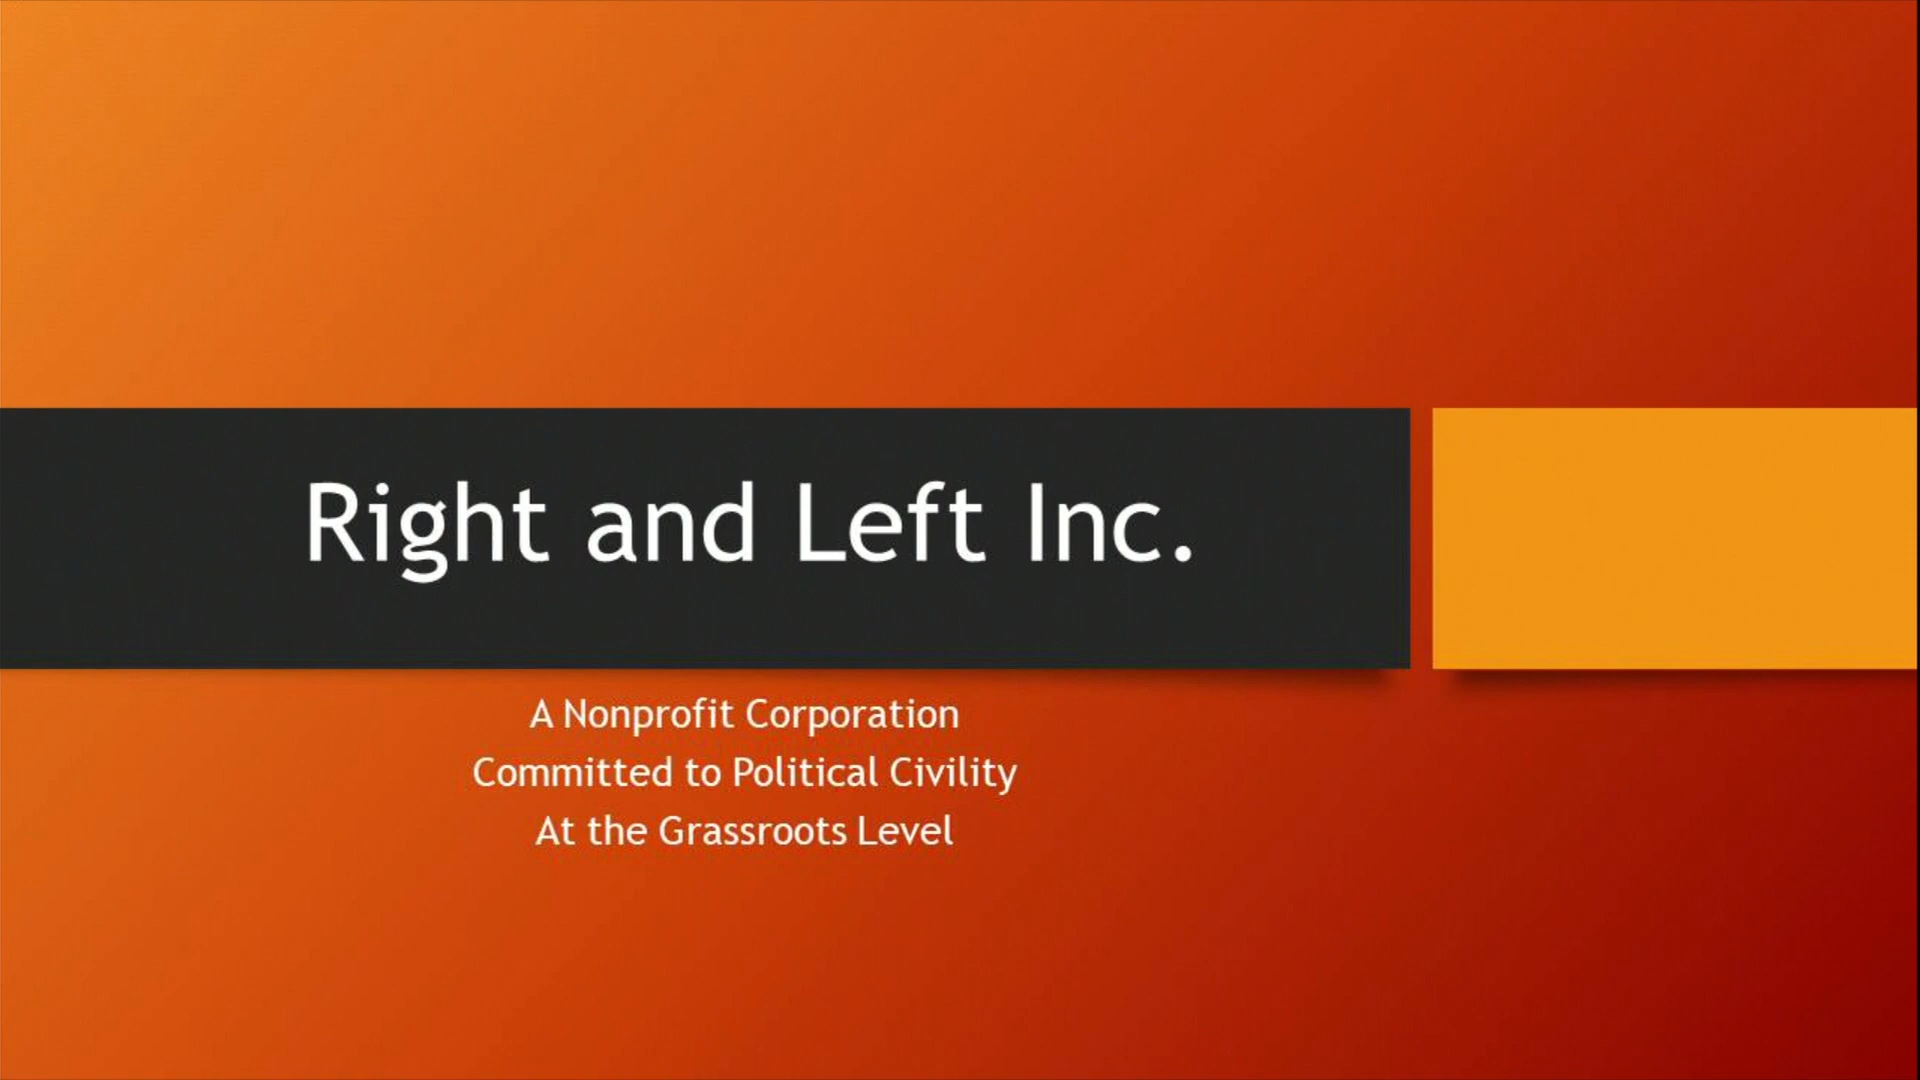 Right and Left Inc.
A Nonprofit Corporation
Committed to Political Civility
At the Grassroots Level